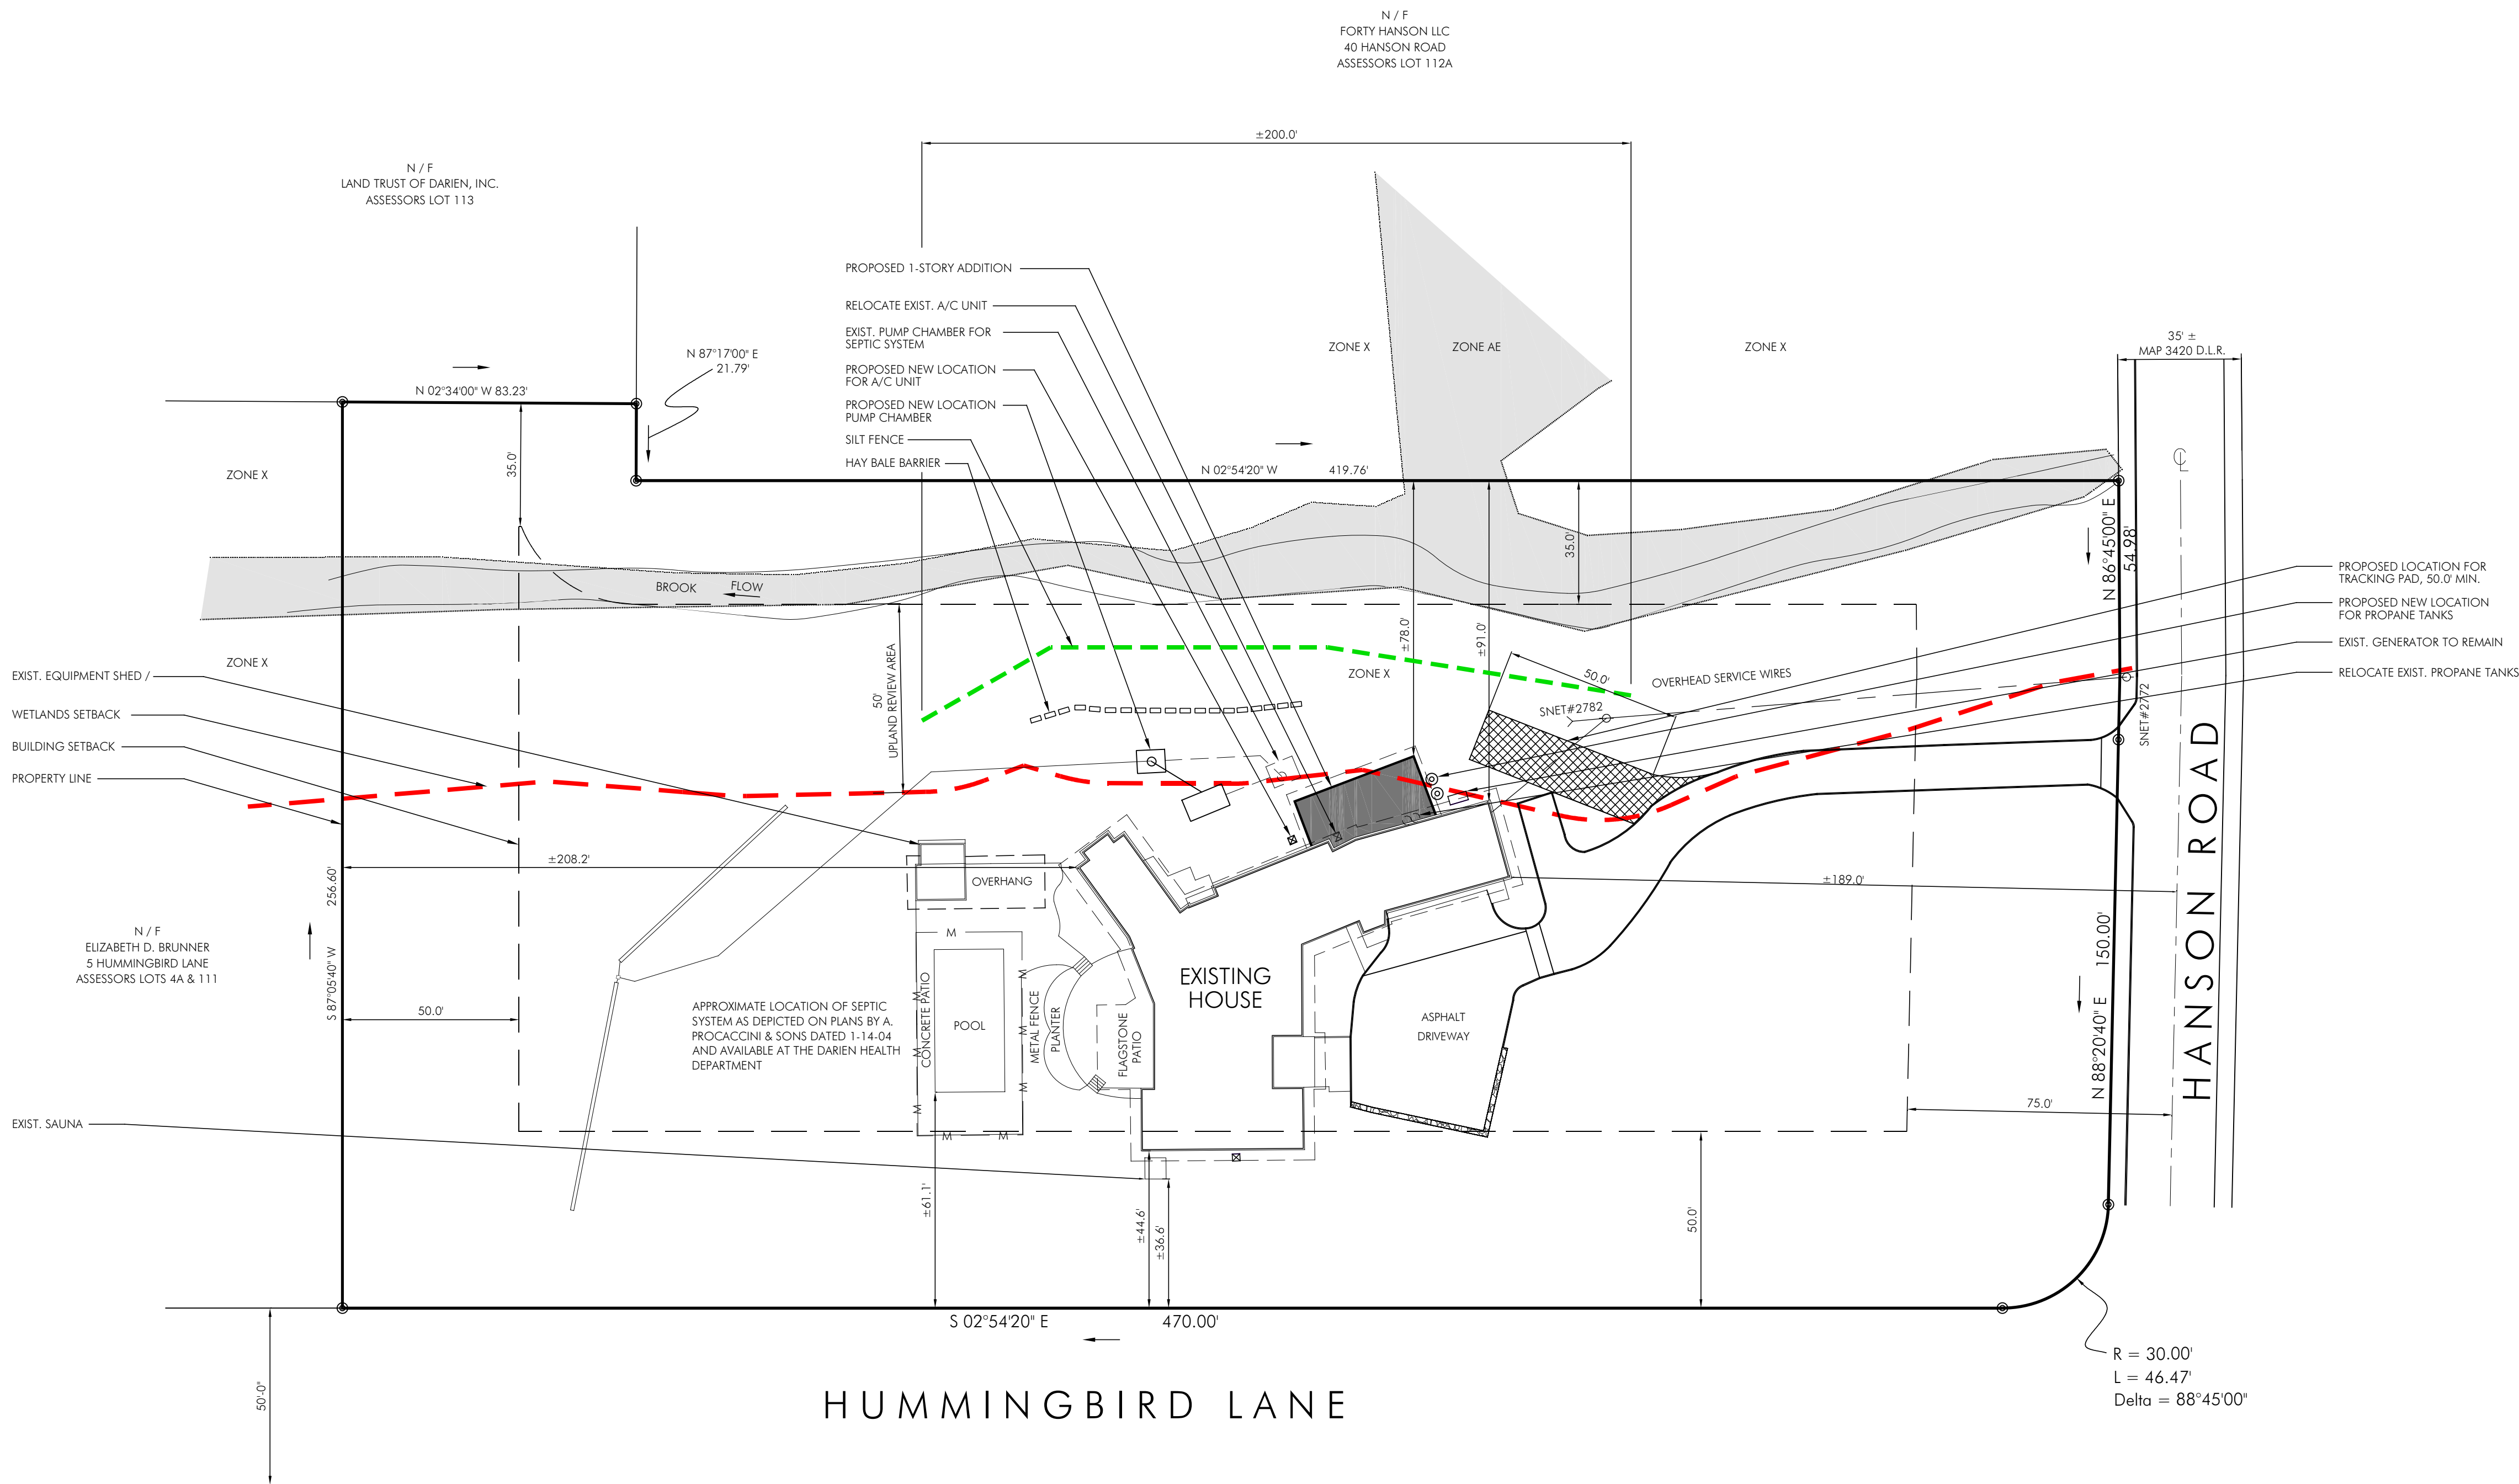 N / F
FORTY HANSON LLC
40 HANSON ROAD
ASSESSORS LOT 112A
±200.0'
N / F
LAND TRUST OF DARIEN, INC.
ASSESSORS LOT 113
PROPOSED 1-STORY ADDITION
RELOCATE EXIST. A/C UNIT
EXIST. PUMP CHAMBER FOR
SEPTIC SYSTEM
PROPOSED NEW LOCATION
FOR A/C UNIT
PROPOSED NEW LOCATION
PUMP CHAMBER
SILT FENCE
HAY BALE BARRIER
N 87°17'00" E
21.79'
N 02°34'00" W 83.23'
35.0'
ZONE X
ZONE X
ZONE AE
ZONE X
35' ±
MAP 3420 D.L.R.
CL
N 02°54'20" W
419.76'
N 86°45'00" E
54.98'
35.0'
BROOK
FLOW
±78.0'
±91.0'
PROPOSED LOCATION FOR
TRACKING PAD, 50.0' MIN.
PROPOSED NEW LOCATION
FOR PROPANE TANKS
EXIST. GENERATOR TO REMAIN
RELOCATE EXIST. PROPANE TANKS
ZONE X
ZONE X
50'
UPLAND REVIEW AREA
50.0'
OVERHEAD SERVICE WIRES
SNET#2782
SNET#2772
EXIST. EQUIPMENT SHED /
WETLANDS SETBACK
BUILDING SETBACK
PROPERTY LINE
±208.2'
OVERHANG
±189.0'
S 87°05'40" W
256.60'
N / F
ELIZABETH D. BRUNNER
5 HUMMINGBIRD LANE
ASSESSORS LOTS 4A & 111
50.0'
APPROXIMATE LOCATION OF SEPTIC
SYSTEM AS DEPICTED ON PLANS BY A.
PROCACCINI & SONS DATED 1-14-04
AND AVAILABLE AT THE DARIEN HEALTH
DEPARTMENT
M
M
M
M
M
M
M
M
M
CONCRETE PATIO
POOL
METAL FENCE
PLANTER
FLAGSTONE
PATIO
EXISTING
HOUSE
ASPHALT
DRIVEWAY
N 88°20'40" E
150.00'
HANSON ROAD
75.0'
EXIST. SAUNA
±61.1'
±44.6'
±36.6'
50.0'
S 02°54'20" E
470.00'
50'-0"
HUMMINGBIRD LANE
R = 30.00'
L = 46.47'
Delta = 88°45'00"